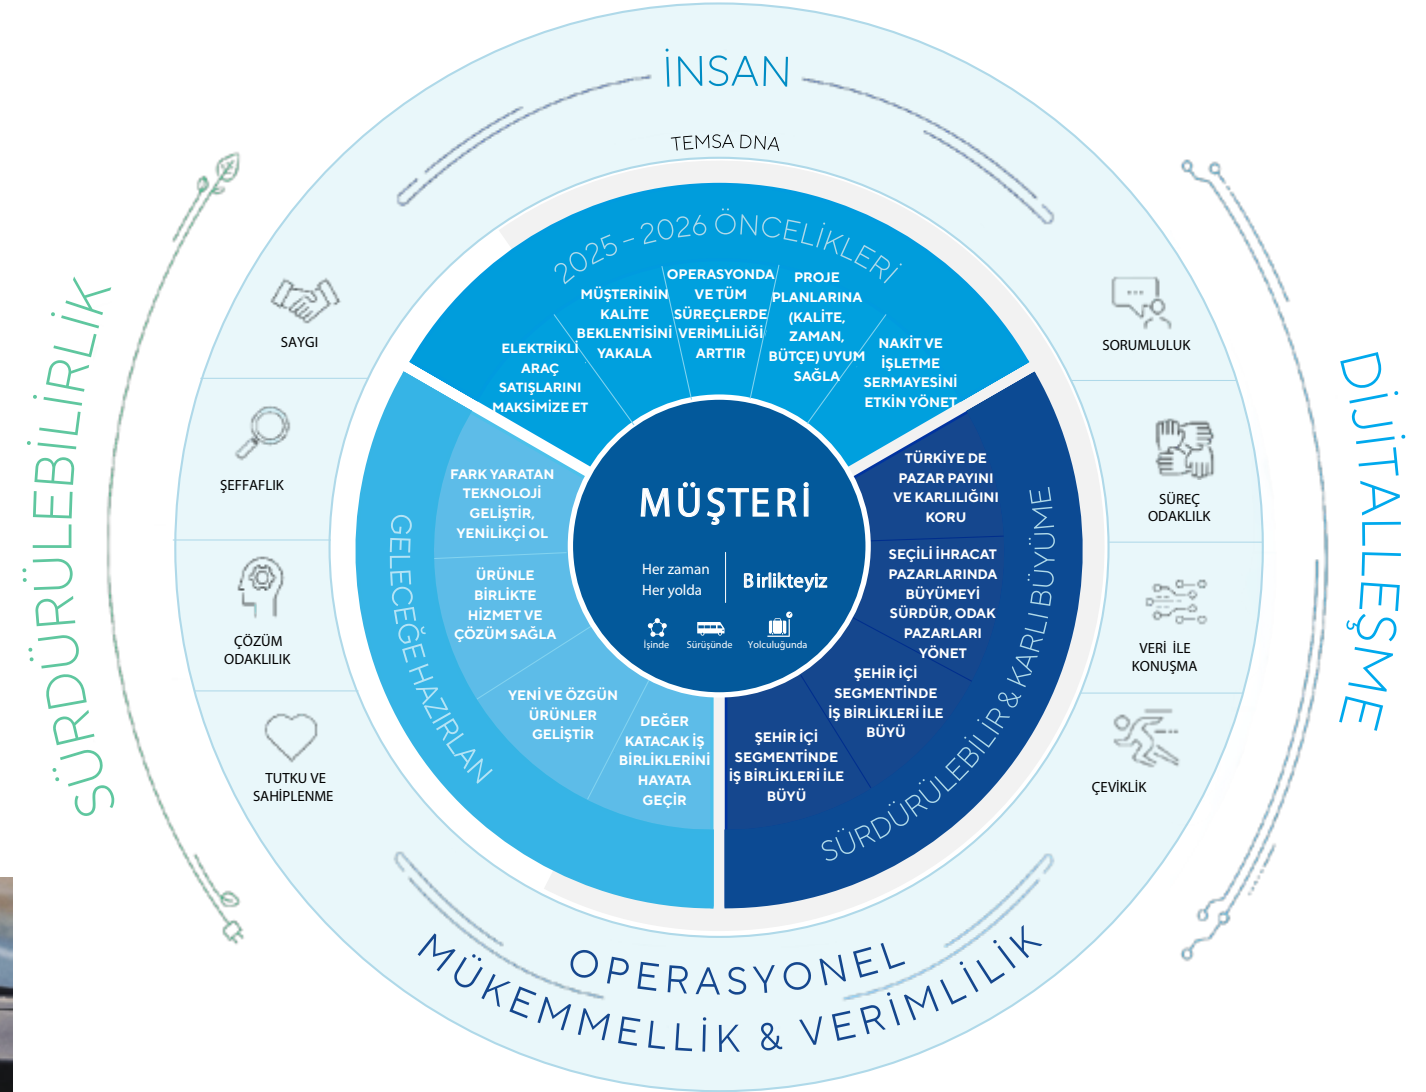 İNSAN
TEMSA DNA
2025 – 2026 ÖNCELİKLERİ
ELEKTRİKLİ
ARAÇ
SATIŞLARINI
MAKSİMİZE ET
MÜŞTERİNİN
KALİTE
BEKLENTİSİNİ
YAKALA
OPERASYONDA
VE TÜM
SÜREÇLERDE
VERİMLİLİĞİ
ARTTIR
PROJE
PLANLARINA
(KALİTE,
ZAMAN,
BÜTÇE) UYUM
SAĞLA
NAKİT VE
İŞLETME
SERMAYESİNİ
ETKİN YÖNET
SÜRDÜRÜLEBİLİRLİK
SAYGI
ŞEFFAFLIK
ÇÖZÜM
ODAKLILIK
TUTKU VE
SAHİPLENME
GELECEĞE HAZIRLAN
FARK YARATAN
TEKNOLOJİ
GELİŞTİR,
YENİLİKÇİ OL
ÜRÜNLE
BİRLİKTE
HİZMET VE
ÇÖZÜM SAĞLA
YENİ VE ÖZGÜN
ÜRÜNLER
GELİŞTİR
DEĞER
KATACAK İŞ
BİRLİKLERİNİ
HAYATA
GEÇİR
MÜŞTERİ
Her zaman
Her yolda
Birlikteyiz
İşinde
Sürüşünde
Yolculuğunda
TÜRKİYE DE
PAZAR PAYINI
VE KARLILIĞINI
KORU
SEÇİLİ İHRACAT
PAZARLARINDA
BÜYÜMEYİ
SÜRDÜR, ODAK
PAZARLARI
YÖNET
ŞEHİR İÇİ
SEGMENTİNDE
İŞ BİRLİKLERİ İLE
BÜYÜ
ŞEHİR İÇİ
SEGMENTİNDE
İŞ BİRLİKLERİ İLE
BÜYÜ
SÜRDÜRÜLEBİLİR & KARLI BÜYÜME
SORUMLULUK
SÜREÇ
ODAKLILK
VERİ İLE
KONUŞMA
ÇEVİKLİK
DİJİTALLEŞME
OPERASYONEL
MÜKEMMELLİK & VERİMLİLİK